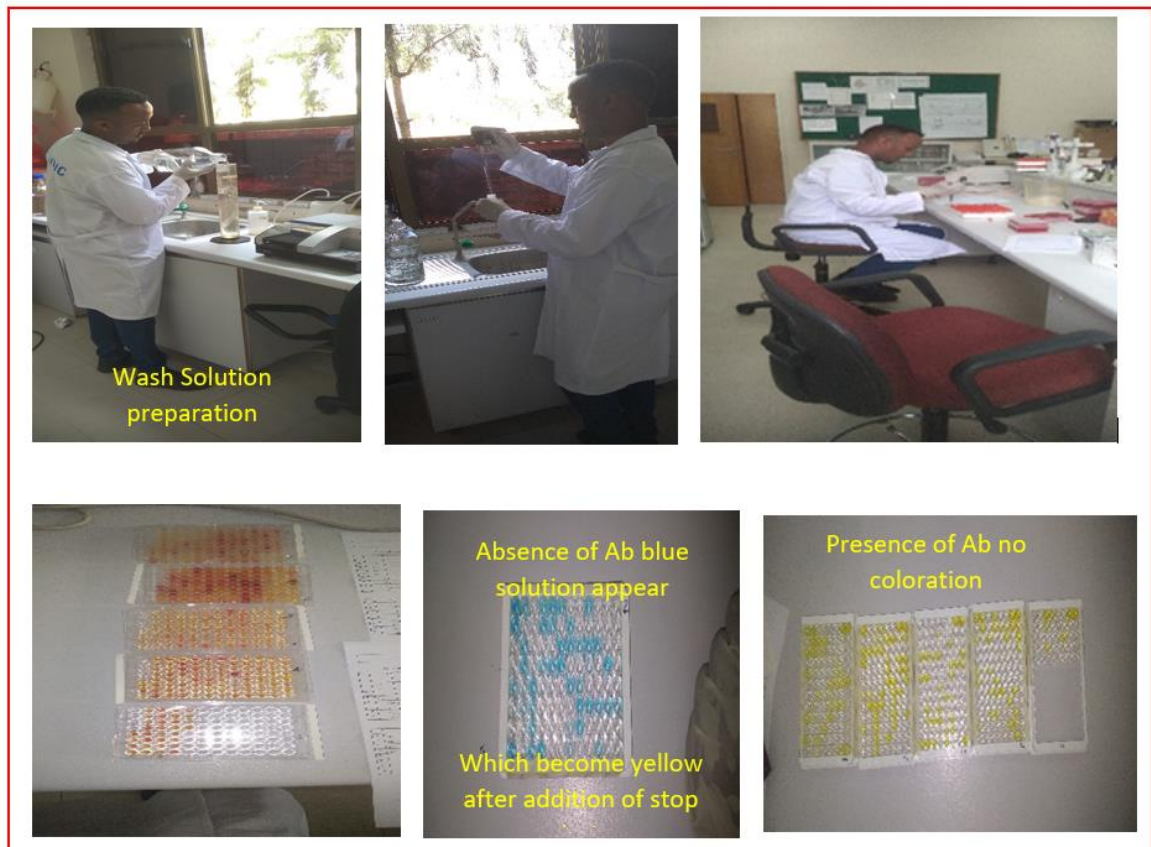 Wash Solution
preparation
Absence of Ab blue
solution appear
Which become yellow
after addition of stop
Presence of Ab no
coloration